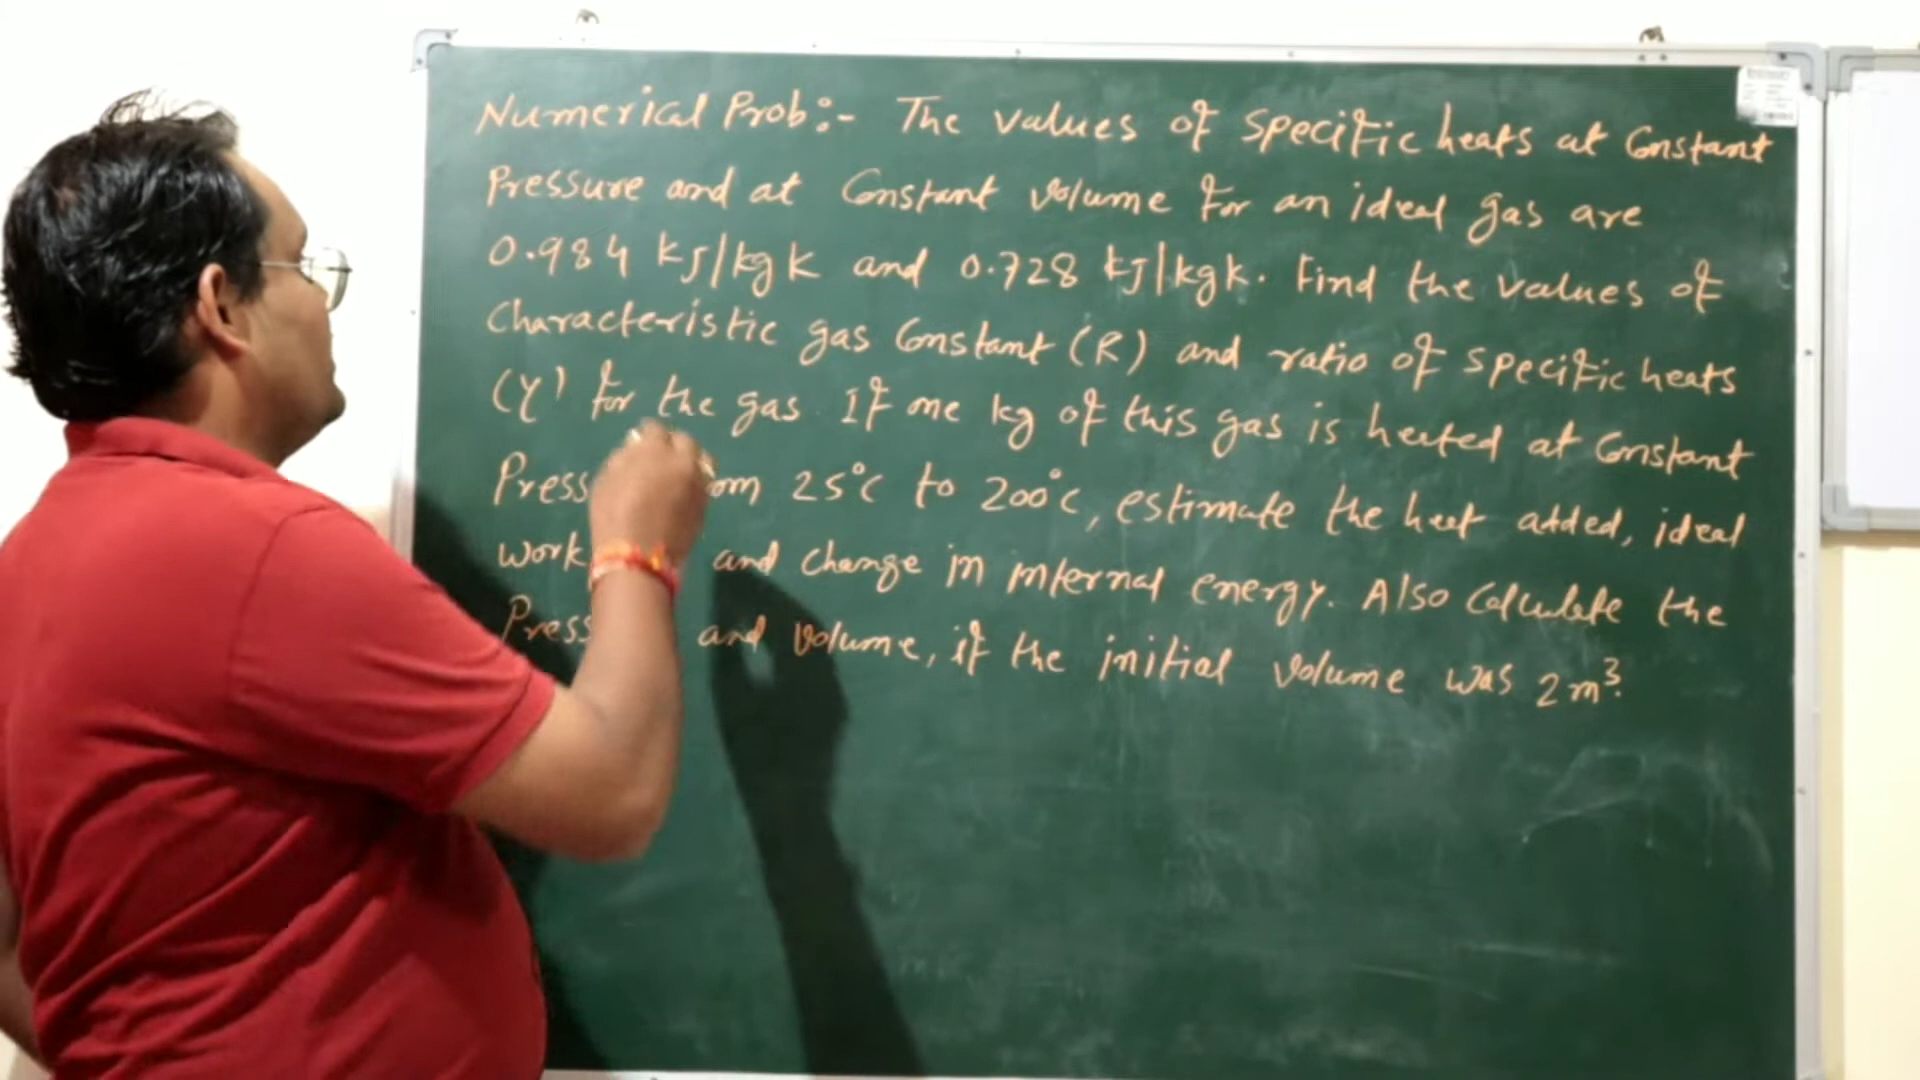 Numerical Prob:- The values of specific heats at Constant
Pressure and at Constant volume for an ideal gas are
0.984 kJ/kgk and 0.728 kJ/kgk. Find the values of
Characteristic gas Constant (R) and ratio of specific heats
(γ) for the gas. If one kg of this gas is heated at Constant
Press om 25°C to 200°C, estimate the heat added, ideal
work and change in internal energy. Also Calculate the
Press and volume, if the initial volume was 2m³.